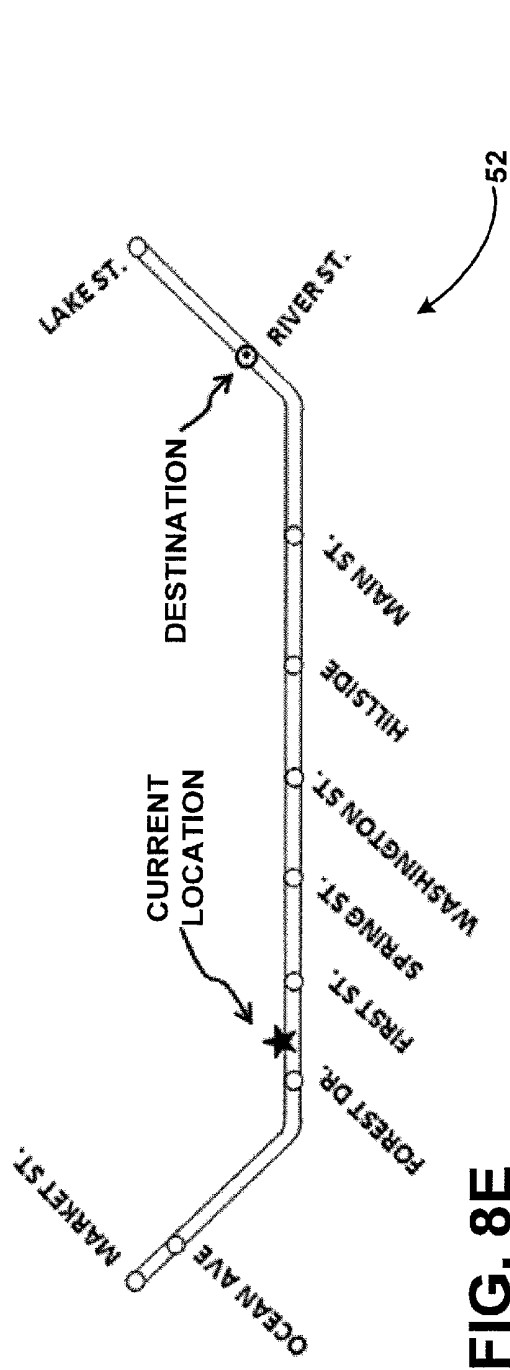 MARKET ST.
OCEAN AVE
FOREST DR.
CURRENT
LOCATION
FIRST ST.
SPRING ST.
WASHINGTON ST.
HILLSIDE
MAIN ST.
DESTINATION
RIVER ST.
LAKE ST.
52
FIG. 8E